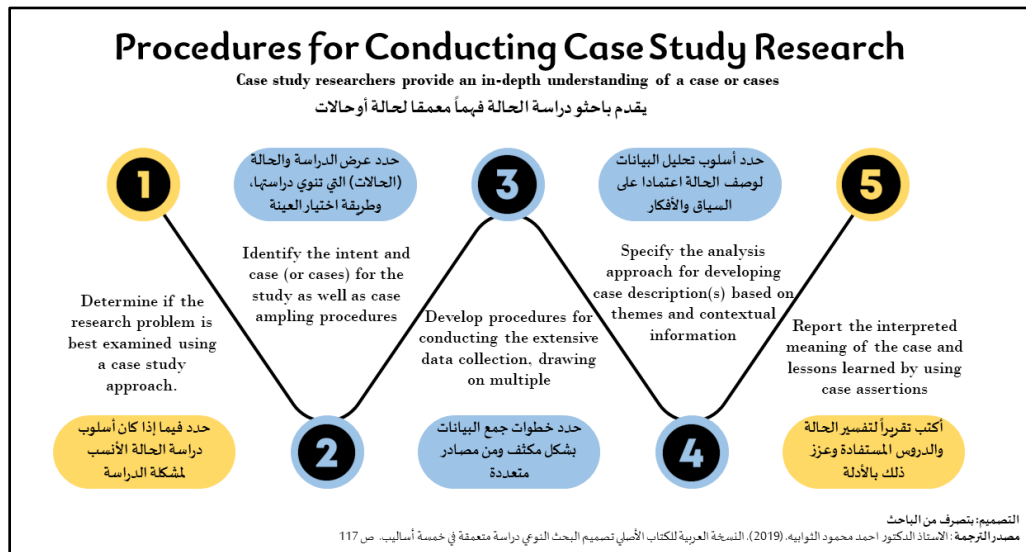 Procedures for Conducting Case Study Research
Case study researchers provide an in-depth understanding of a case or cases
يقدم باحثو دراسة الحالة فهماً معمقا لحالة أوحالات
1
Determine if the
research problem is
best examined using
a case study
approach.
حدد فيما إذا كان أسلوب
دراسة الحالة الأنسب
لمشكلة الدراسة
حدد عرض الدراسة والحالة
(الحالات) التي تنوي دراستها،
وطريقة اختيار العينة
Identify the intent and
case (or cases) for the
study as well as case
ampling procedures
2
3
Develop procedures for
conducting the extensive
data collection, drawing
on multiple
حدد خطوات جمع البيانات
بشكل مكثف ومن مصادر
متعددة
حدد أسلوب تحليل البيانات
لوصف الحالة اعتمادا على
السياق والأفكار
Specify the analysis
approach for developing
case description(s) based on
themes and contextual
information
4
5
Report the interpreted
meaning of the case and
lessons learned by using
case assertions
أكتب تقريراً لتفسير الحالة
والدروس المستفادة وعزز
ذلك بالأدلة
التصميم: بتصرف من الباحث
مصدر الترجمة : الاستاذ الدكتور احمد محمود الثوابيه. (2019). النسخة العربية للكتاب الأصلي تصميم البحث النوعي دراسة متعمقة في خمسة أساليب. ص 117